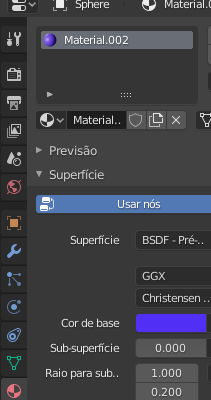 Sphere Material.0
Material.002
Material..
Previsão
Superfície
Usar nós
Superfície BSDF - Pré-..
GGX
Christensen ..
Cor de base
Sub-superfície 0.000
Raio para sub.. 1.000
0.200